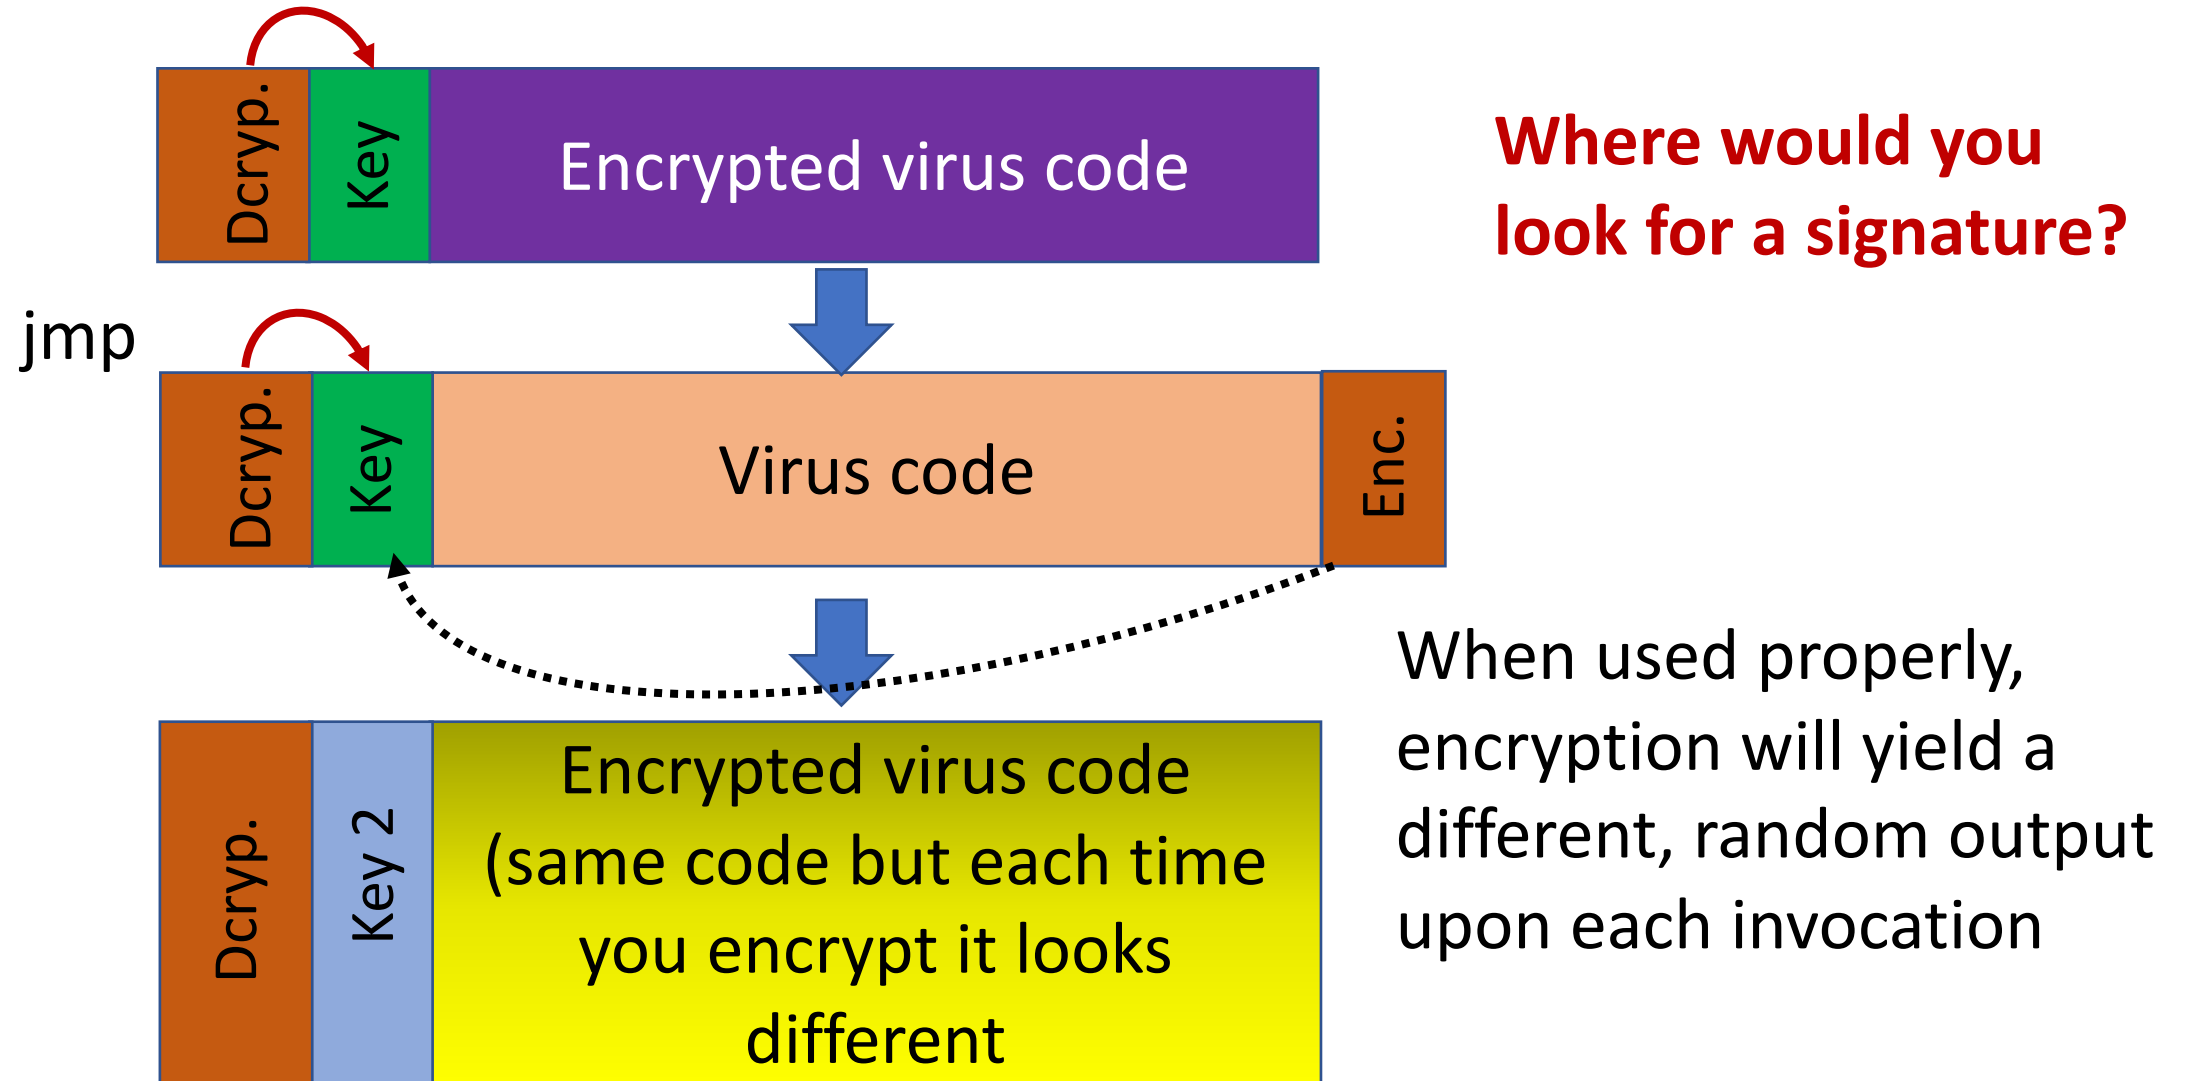 Dcryp.
Key
Encrypted virus code
Where would you
look for a signature?
jmp
Dcryp.
Key
Virus code
Enc.
Dcryp.
Key 2
Encrypted virus code
(same code but each time
you encrypt it looks
different
When used properly,
encryption will yield a
different, random output
upon each invocation